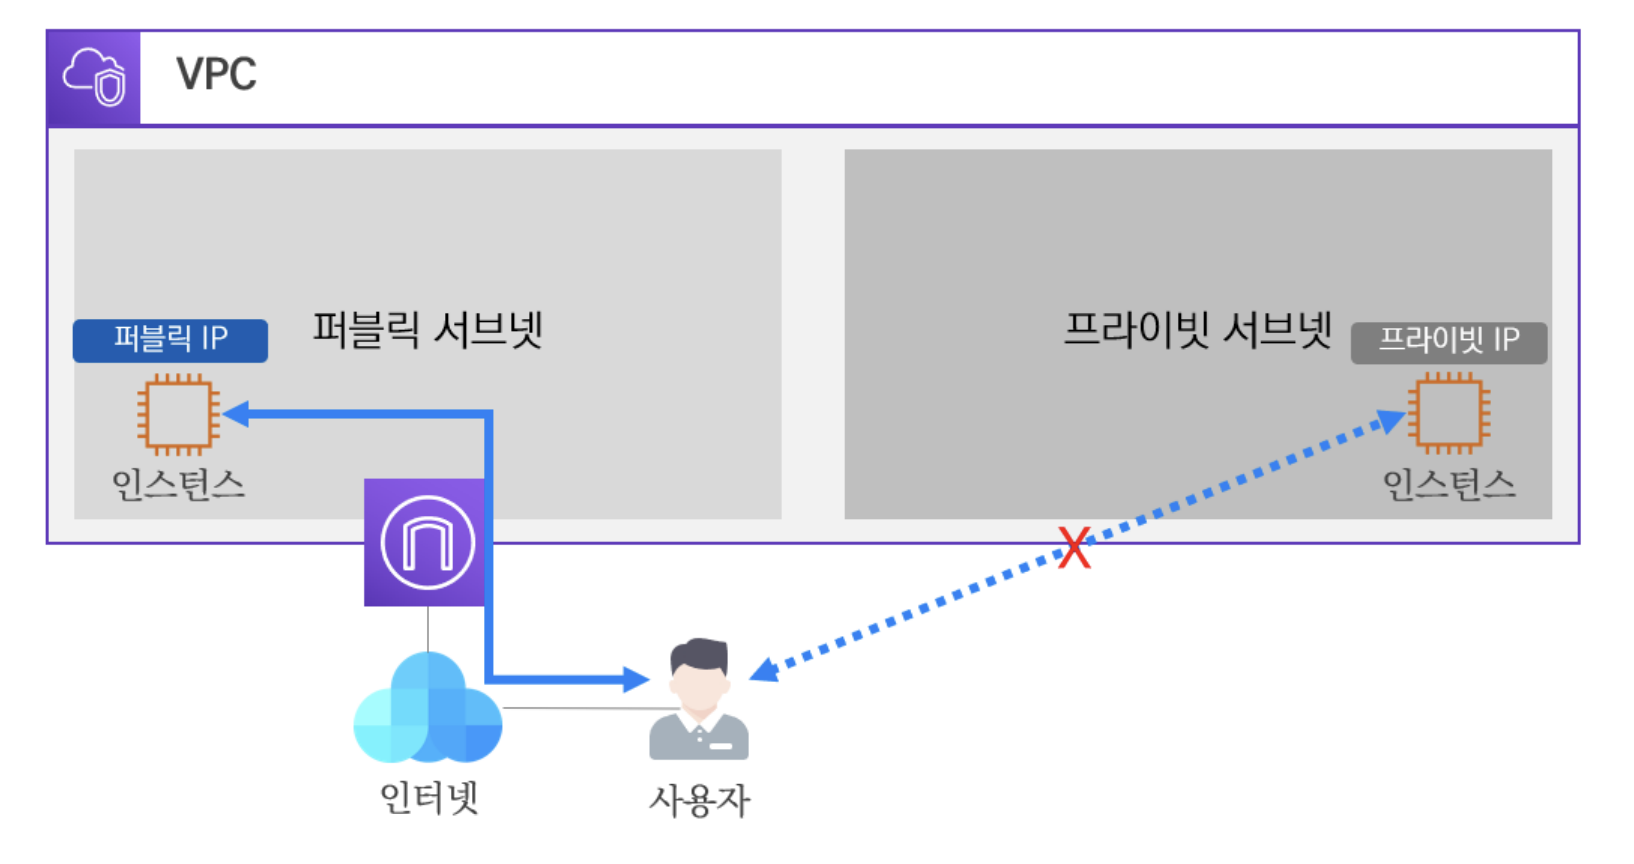 VPC
퍼블릭 서브넷
프라이빗 서브넷
퍼블릭 IP
프라이빗 IP
인스턴스
인스턴스
X
인터넷
사용자